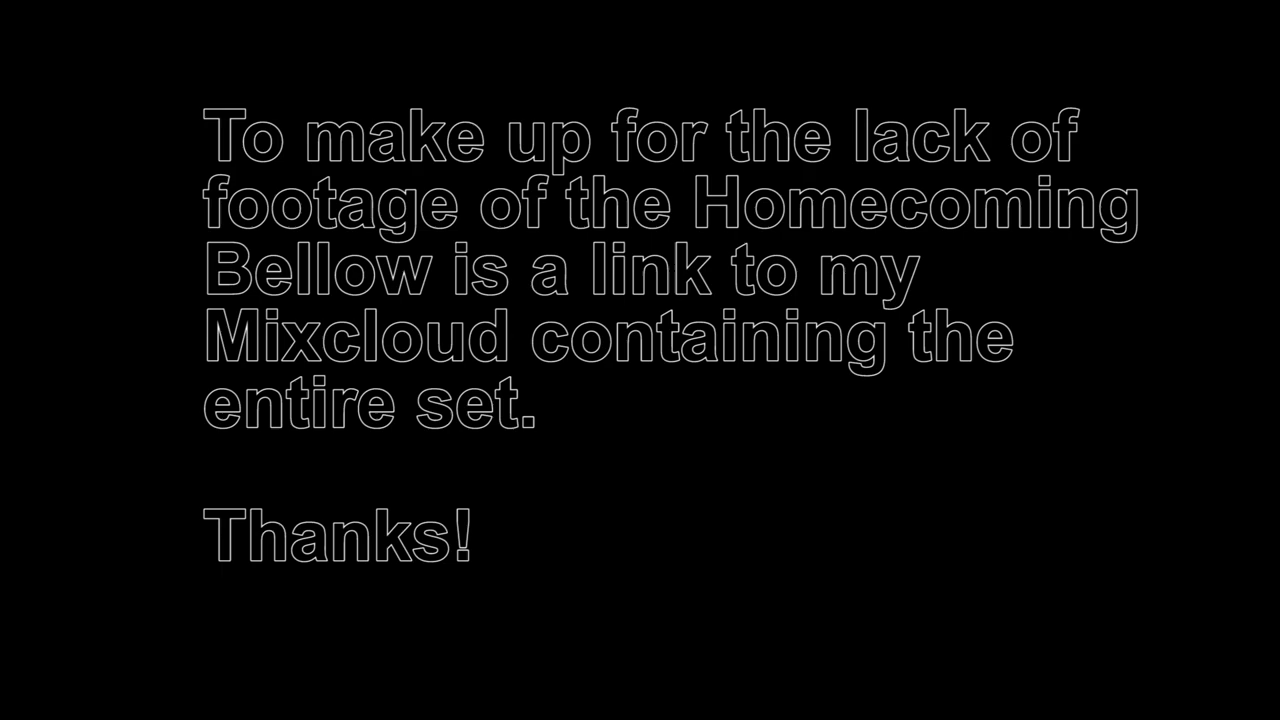 To make up for the lack of
footage of the Homecoming
Bellow is a link to my
Mixcloud containing the
entire set.
Thanks!